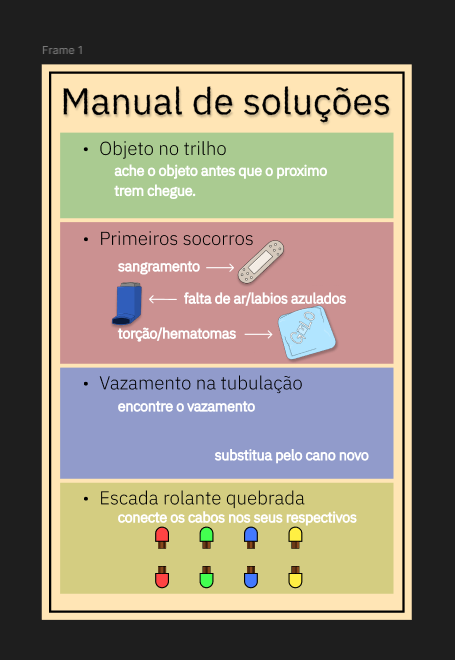 Frame 1
Manual de soluções
• Objeto no trilho
ache o objeto antes que o proximo
trem chegue.
• Primeiros socorros
sangramento
falta de ar/labios azulados
GELO
torção/hematomas
• Vazamento na tubulação
encontre o vazamento
substitua pelo cano novo
• Escada rolante quebrada
conecte os cabos nos seus respectivos